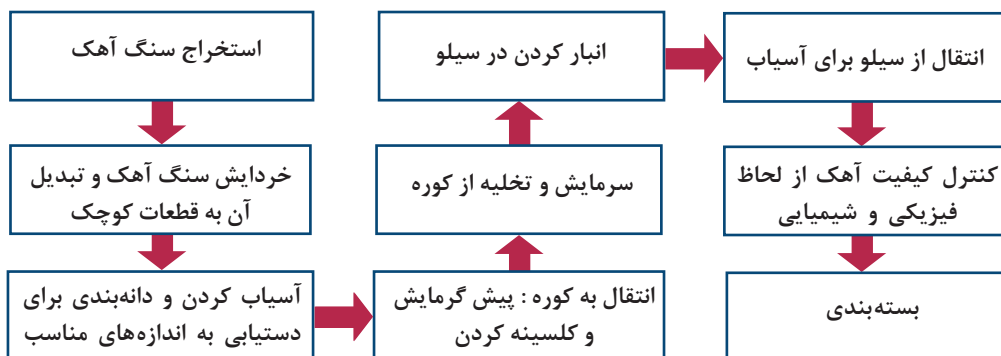 استخراج سنگ آهک
خردایش سنگ آهک و تبدیل
آن به قطعات کوچک
آسیاب کردن و دانه‌بندی برای
دستیابی به اندازه‌های مناسب
انتقال به کوره : پیش گرمایش
و کلسینه کردن
سرمایش و تخلیه از کوره
انبار کردن در سیلو
انتقال از سیلو برای آسیاب
کنترل کیفیت آهک از لحاظ
فیزیکی و شیمیایی
بسته‌بندی